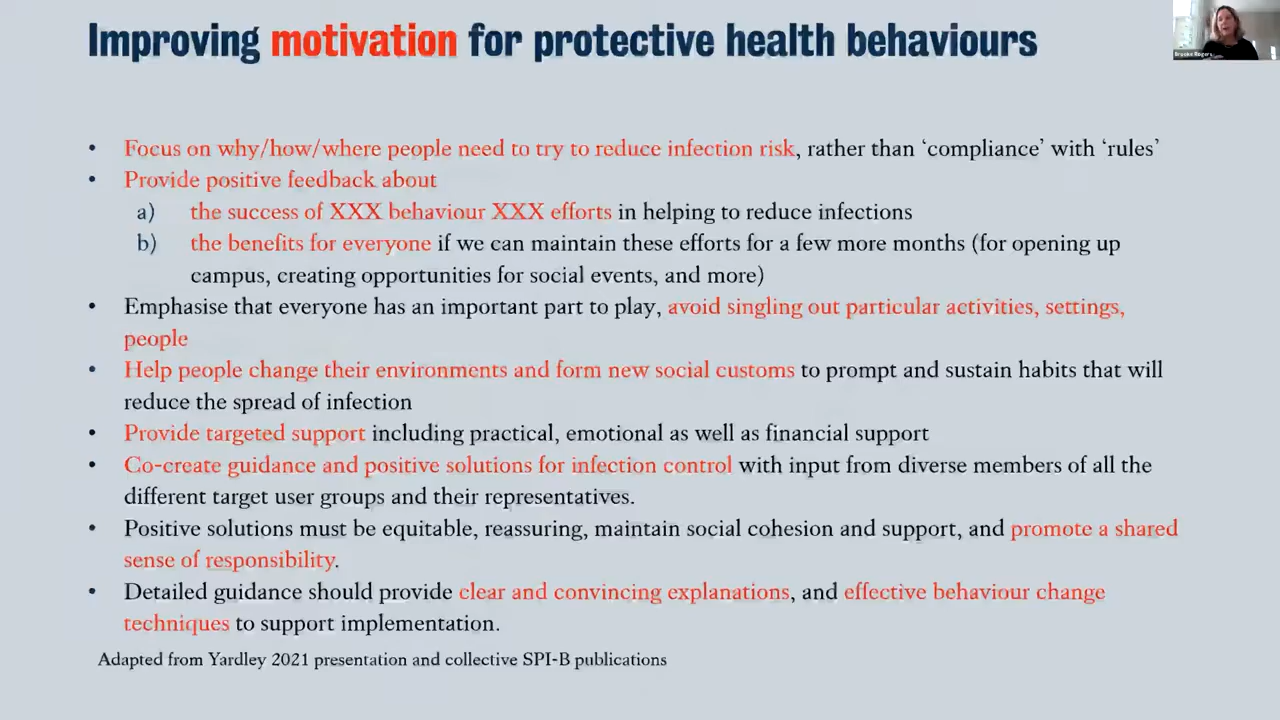 Improving motivation for protective health behaviours
Brooke Rogers
• Focus on why/how/where people need to try to reduce infection risk, rather than ‘compliance’ with ‘rules’
• Provide positive feedback about
a) the success of XXX behaviour XXX efforts in helping to reduce infections
b) the benefits for everyone if we can maintain these efforts for a few more months (for opening up
campus, creating opportunities for social events, and more)
• Emphasise that everyone has an important part to play, avoid singling out particular activities, settings,
people
• Help people change their environments and form new social customs to prompt and sustain habits that will
reduce the spread of infection
• Provide targeted support including practical, emotional as well as financial support
• Co-create guidance and positive solutions for infection control with input from diverse members of all the
different target user groups and their representatives.
• Positive solutions must be equitable, reassuring, maintain social cohesion and support, and promote a shared
sense of responsibility.
• Detailed guidance should provide clear and convincing explanations, and effective behaviour change
techniques to support implementation.
Adapted from Yardley 2021 presentation and collective SPI-B publications